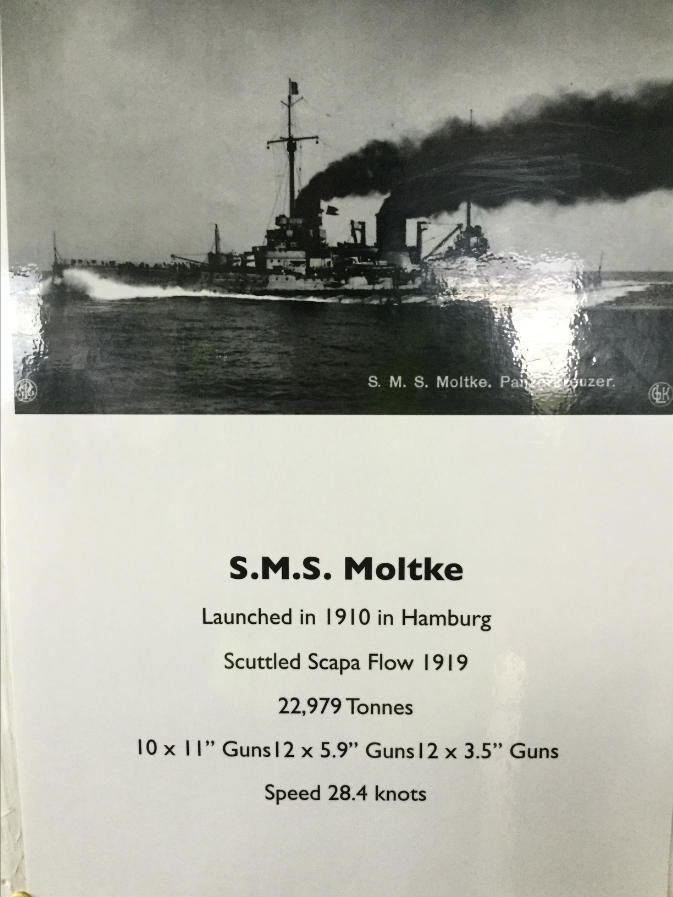 S. M. S. Moltke. Panzerkreuzer.
S.M.S. Moltke
Launched in 1910 in Hamburg
Scuttled Scapa Flow 1919
22,979 Tonnes
10 x 11” Guns12 x 5.9” Guns12 x 3.5” Guns
Speed 28.4 knots